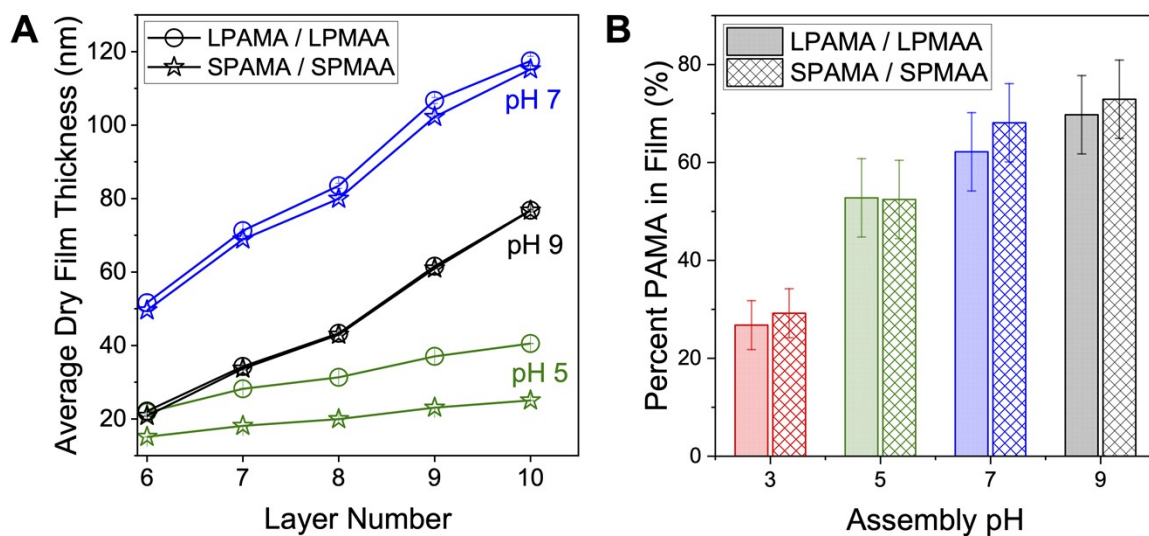 A
Average Dry Film Thickness (nm)
120
100
80
60
40
20
LPAMA / LPMAA
SPAMA / SPMAA
pH 7
pH 9
pH 5
6 7 8 9 10
Layer Number
B
Percent PAMA in Film (%)
80
60
40
20
0
LPAMA / LPMAA
SPAMA / SPMAA
3 5 7 9
Assembly pH